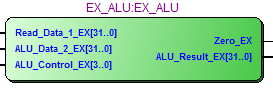 EX_ALU:EX_ALU
Read_Data_1_EX[31..0]
ALU_Data_2_EX[31..0]
ALU_Control_EX[3..0]
Zero_EX
ALU_Result_EX[31..0]